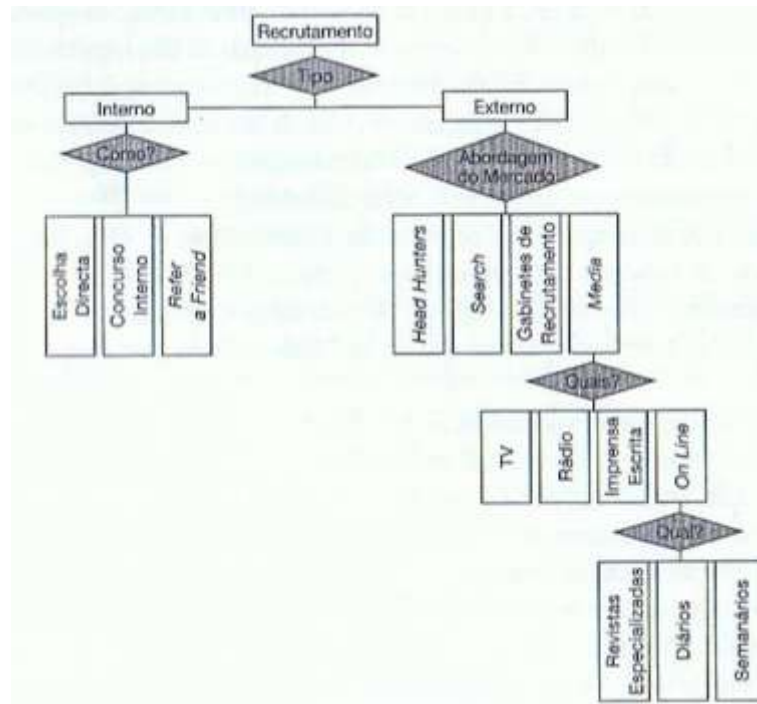 Recrutamento
Tipo
Interno
Externo
Como?
Abordagem
do Mercado
Escolha
Directa
Concurso
Interno
Refer
a Friend
Head Hunters
Search
Gabinetes de
Recrutamento
Media
Quais?
TV
Rádio
Imprensa
Escrita
On Line
Qual?
Revistas
Especializadas
Diários
Semanários